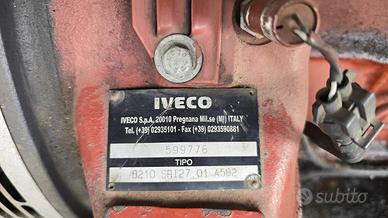 IVECO
IVECO S.p.A. 20010 Pregnana Mil.se (MI) ITALY
Tel. (+39) 02935101 - Fax (+39) 0293590881
599776
TIPO
8210 SRI27.01 A502
subito